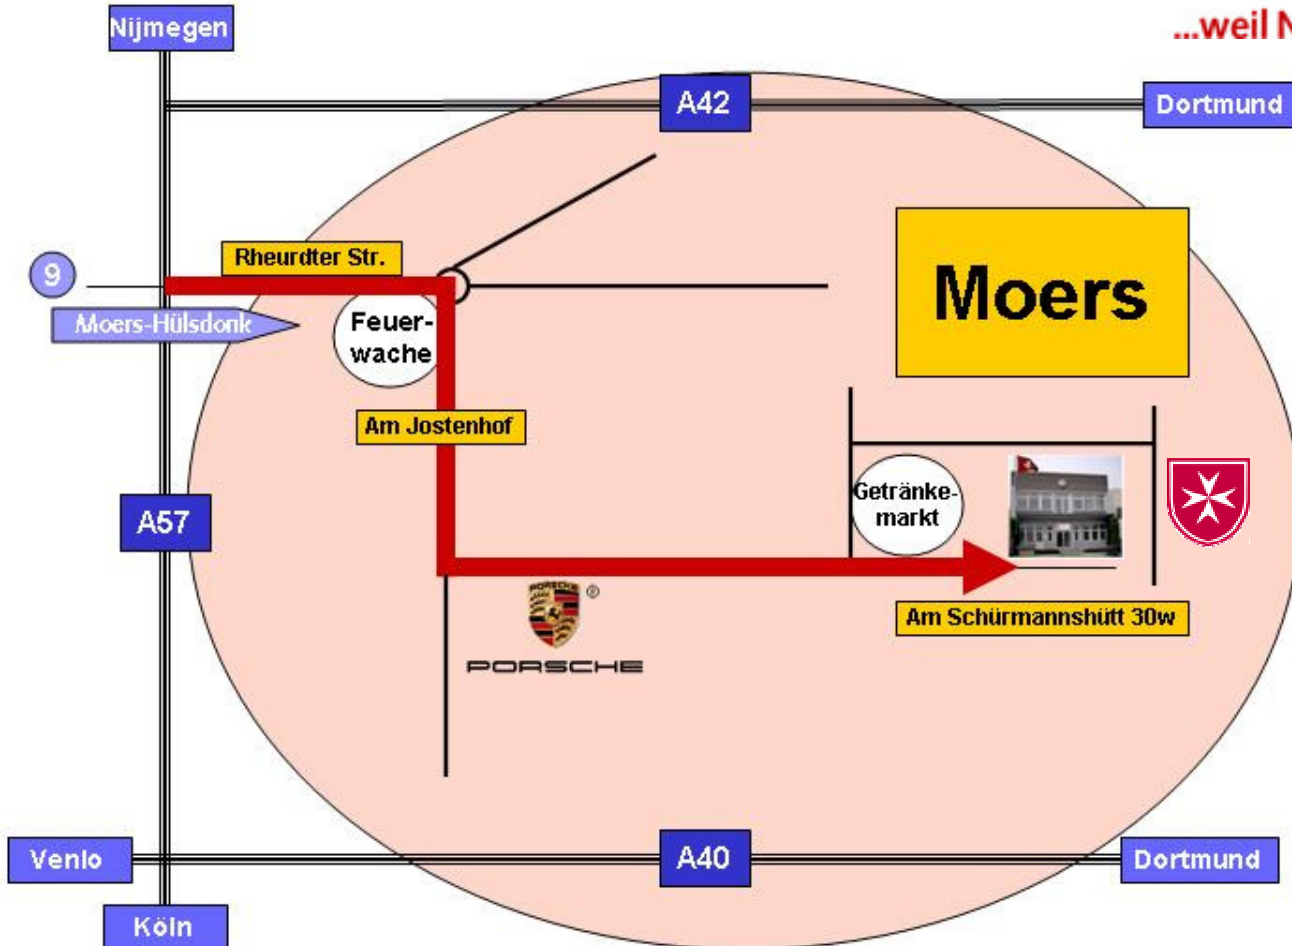 Nijmegen
...weil N
A42
Dortmund
Rheurdter Str.
9
Moers-Hülsdonk
Feuer-
wache
Moers
Am Jostenhof
Getränke-
markt
A57
PORSCHE
®
PORSCHE
Am Schürmannshütt 30w
Venlo
A40
Dortmund
Köln